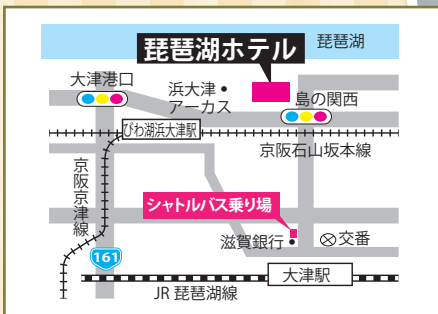 琵琶湖ホテル
琵琶湖
大津港口
浜大津・
アーカス
島の関西
びわ湖浜大津駅
京阪石山坂本線
京阪京津線
シャトルバス乗り場
滋賀銀行
交番
161
大津駅
JR 琵琶湖線